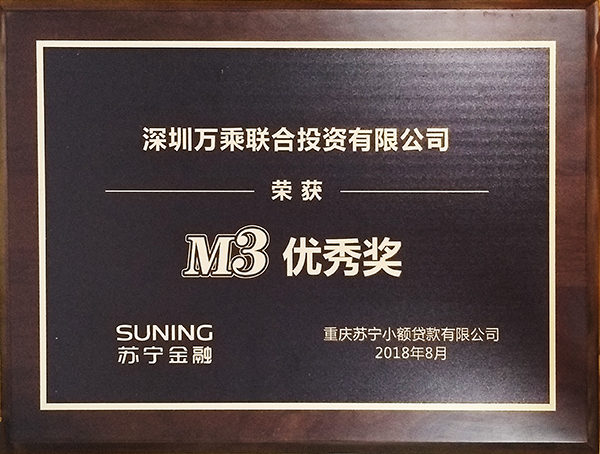 深圳万乘联合投资有限公司
荣获
M3 优秀奖
SUNING
苏宁金融
重庆苏宁小额贷款有限公司
2018年8月